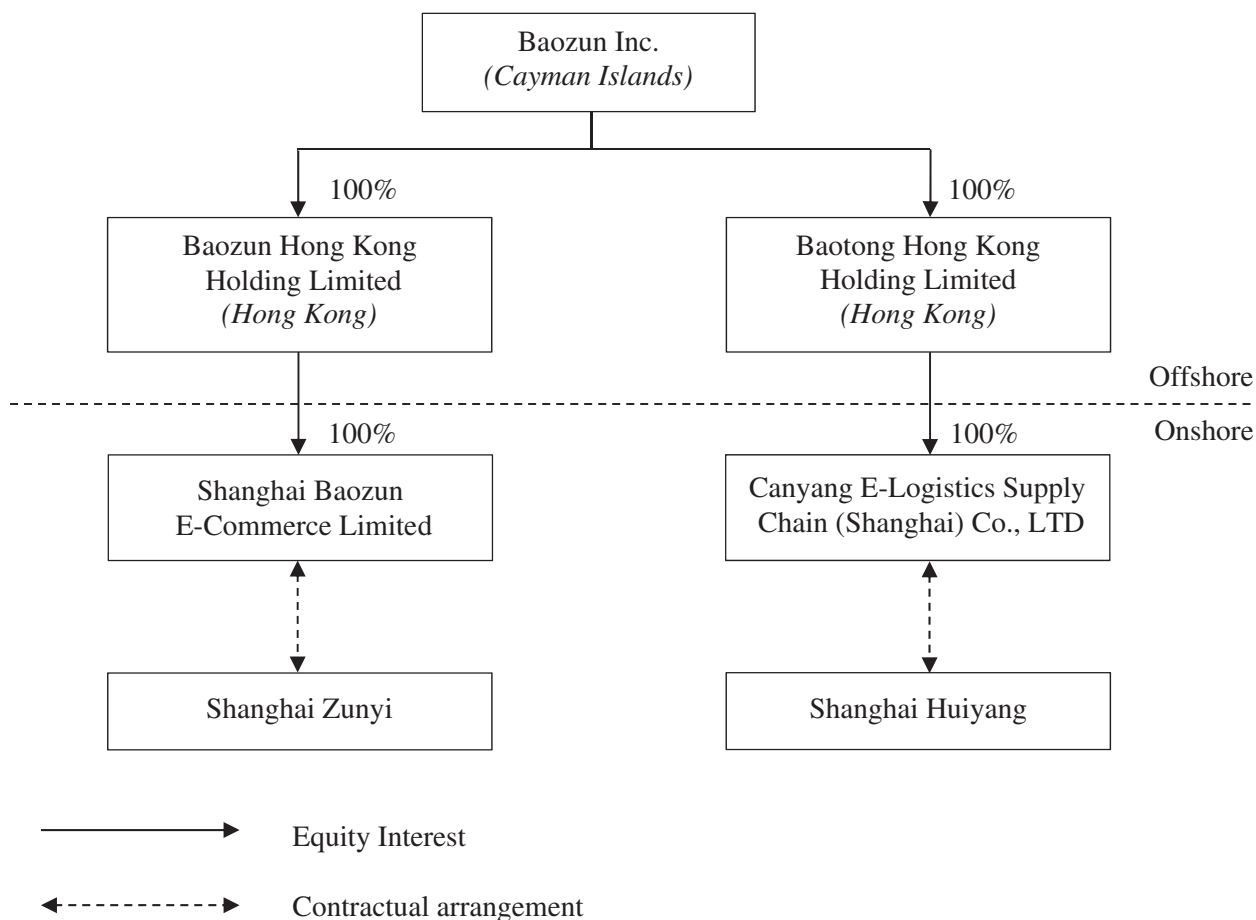 Baozun Inc.
(Cayman Islands)
100%
100%
Baozun Hong Kong
Holding Limited
(Hong Kong)
Baotong Hong Kong
Holding Limited
(Hong Kong)
Offshore
Onshore
100%
100%
Shanghai Baozun
E-Commerce Limited
Canyang E-Logistics Supply
Chain (Shanghai) Co., LTD
Shanghai Zunyi
Shanghai Huiyang
Equity Interest
Contractual arrangement